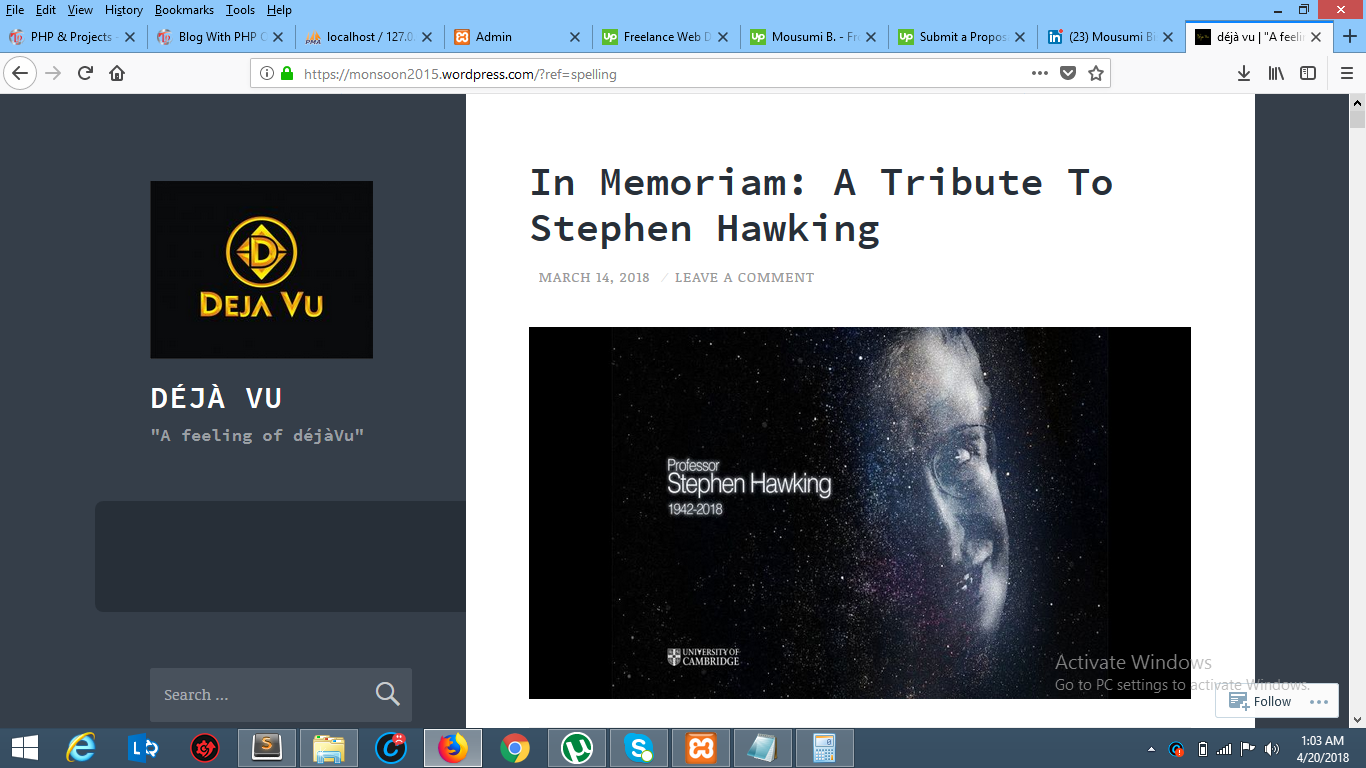 File Edit View History Bookmarks Tools Help
PHP & Projects
Blog With PHP
localhost / 127.0.
Admin
Freelance Web D
Mousumi B. - Fr
Submit a Propos
(23) Mousumi B
déjà vu | "A feelin
https://monsoon2015.wordpress.com/?ref=spelling
DEJA VU
DÉJÀ VU
"A feeling of déjàVu"
Search ...
In Memoriam: A Tribute To
Stephen Hawking
MARCH 14, 2018 / LEAVE A COMMENT
Professor
Stephen Hawking
1942-2018
UNIVERSITY OF
CAMBRIDGE
Activate Windows
Go to PC settings to activate Windows.
Follow
1:03 AM
4/20/2018